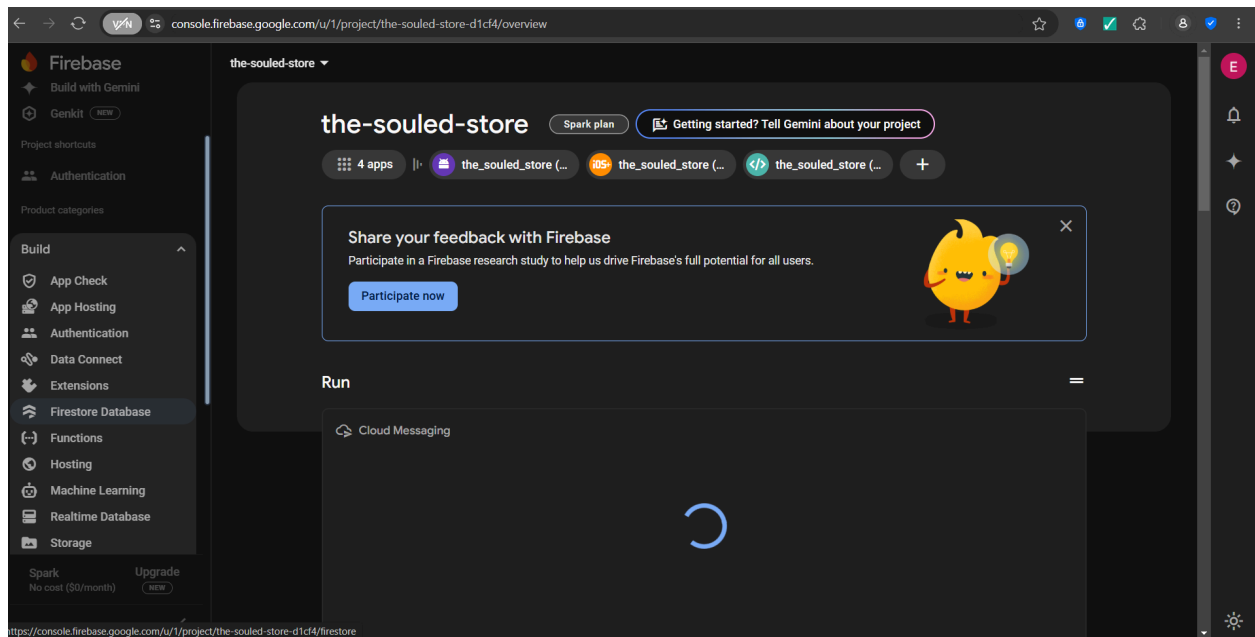 console.firebase.google.com/u/1/project/the-souled-store-d1cf4/overview
Firebase
Build with Gemini
Genkit NEW
Project shortcuts
Authentication
Product categories
Build
App Check
App Hosting
Authentication
Data Connect
Extensions
Firestore Database
Functions
Hosting
Machine Learning
Realtime Database
Storage
Spark
No cost ($0/month)
Upgrade
NEW
the-souled-store
the-souled-store Spark plan Getting started? Tell Gemini about your project
4 apps the_souled_store (... iOS+ the_souled_store (... the_souled_store (... +
Share your feedback with Firebase
Participate in a Firebase research study to help us drive Firebase's full potential for all users.
Participate now
Run
Cloud Messaging
E
https://console.firebase.google.com/u/1/project/the-souled-store-d1cf4/firestore